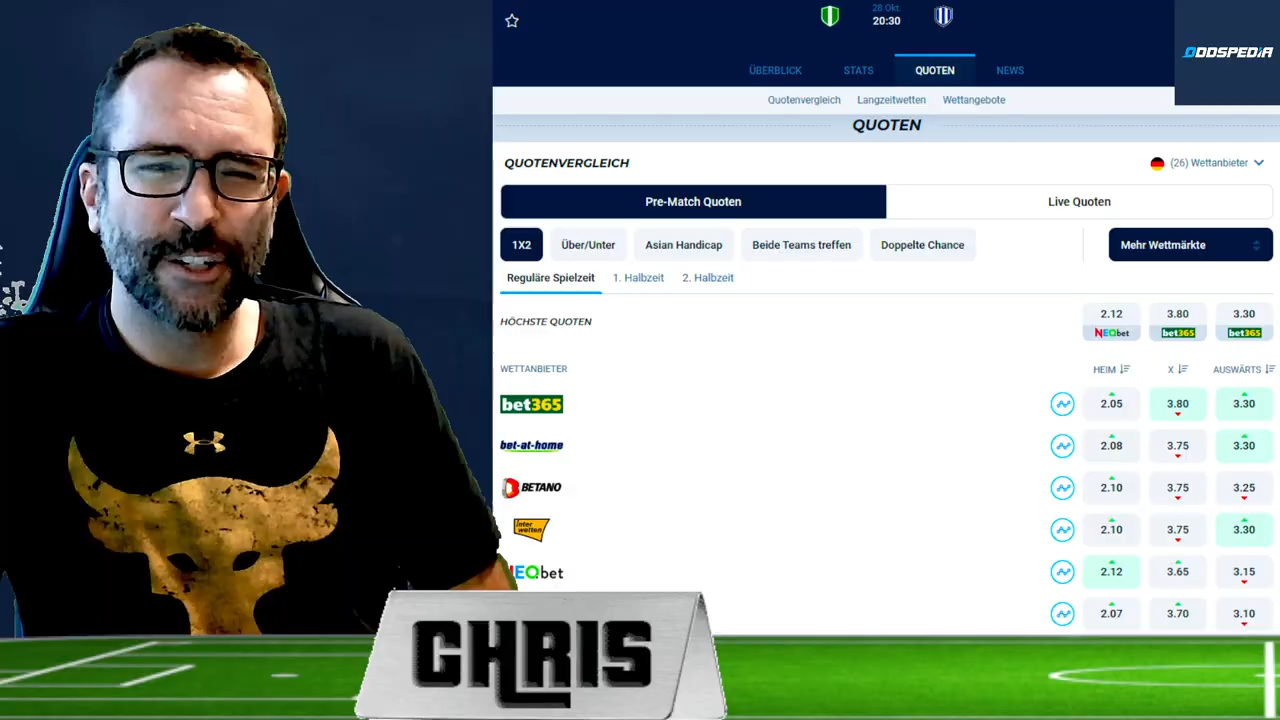 28 Okt.
20:30
ODDSPEDIA
ÜBERBLICK STATS QUOTEN NEWS
Quotenvergleich Langzeitwetten Wettangebote
QUOTEN
QUOTENVERGLEICH
(26) Wettanbieter
Pre-Match Quoten Live Quoten
1X2 Über/Unter Asian Handicap Beide Teams treffen Doppelte Chance Mehr Wettmärkte
Reguläre Spielzeit 1. Halbzeit 2. Halbzeit
HÖCHSTE QUOTEN 2.12 3.80 3.30
NEObet bet365 bet365
WETTANBIETER HEIM X AUSWÄRTS
bet365 2.05 3.80 3.30
bet-at-home 2.08 3.75 3.30
BETANO 2.10 3.75 3.25
inter wetten 2.10 3.75 3.30
NEObet 2.12 3.65 3.15
2.07 3.70 3.10
CHRIS